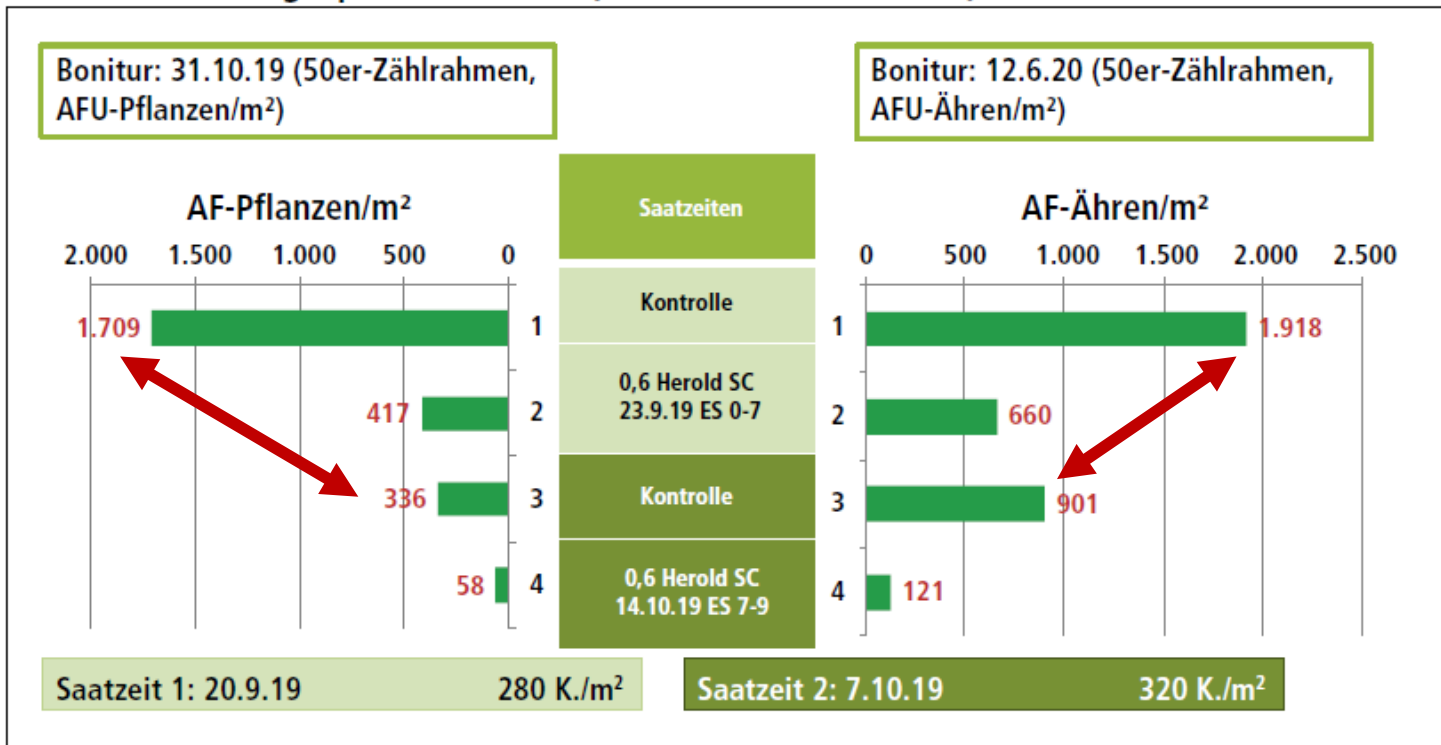 Bonitur: 31.10.19 (50er-Zählrahmen,
AFU-Pflanzen/m²)
Bonitur: 12.6.20 (50er-Zählrahmen,
AFU-Ähren/m²)
AF-Pflanzen/m²
2.000 1.500 1.000 500 0
1.709 1
417 2
336 3
58 4
Saatzeiten
Kontrolle
0,6 Herold SC
23.9.19 ES 0-7
Kontrolle
0,6 Herold SC
14.10.19 ES 7-9
AF-Ähren/m²
0 500 1.000 1.500 2.000 2.500
1 1.918
2 660
3 901
4 121
Saatzeit 1: 20.9.19 280 K./m²
Saatzeit 2: 7.10.19 320 K./m²